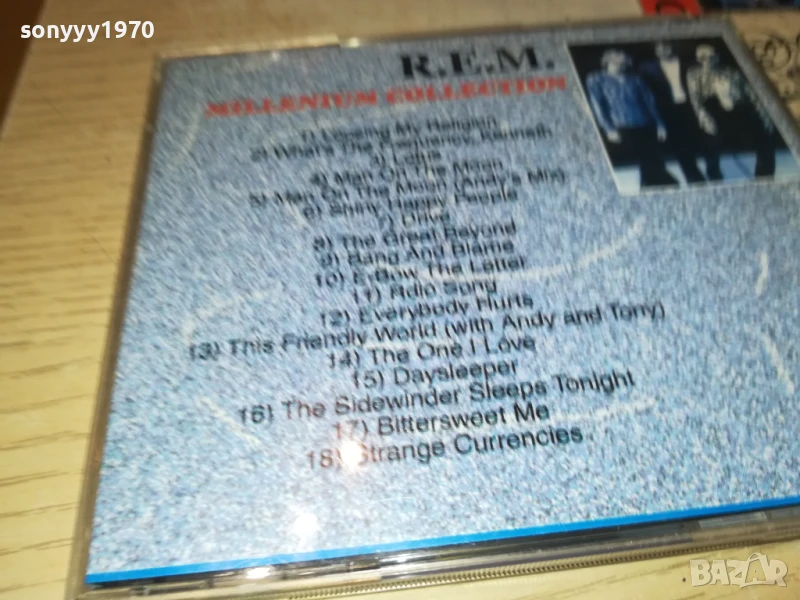 sonyyy1970
R.E.M.
MILLENIUM COLLECTION
1) Loosing My Religion
2) What's The Frequency, Kenneth
3) Lotus
4) Man On The Moon
5) Man On The Moon (Andy's Mix)
6) Shiny Happy People
7) Drive
8) The Great Beyond
9) Bang And Blame
10) E-Bow The Letter
11) Rdio Song
12) Everybody Hurts
13) This Friendly World (with Andy and Tony)
14) The One I Love
15) Daysleeper
16) The Sidewinder Sleeps Tonight
17) Bittersweet Me
18) Strange Currencies
BAZAR